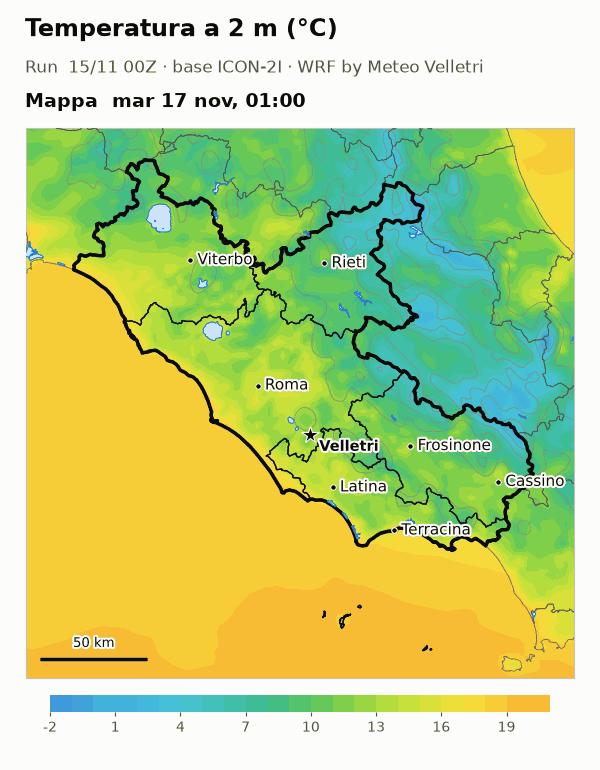 Temperatura a 2 m (°C)
Run  15/11 00Z · base ICON-2I · WRF by Meteo Velletri
Mappa  mar 17 nov, 01:00
Viterbo
Rieti
Roma
Velletri
Frosinone
Latina
Cassino
Terracina
50 km
-2 1 4 7 10 13 16 19